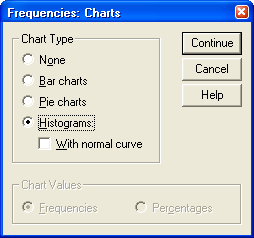 Frequencies: Charts
Chart Type
None
Bar charts
Pie charts
Histograms:
With normal curve
Continue
Cancel
Help
Chart Values
Frequencies
Percentages